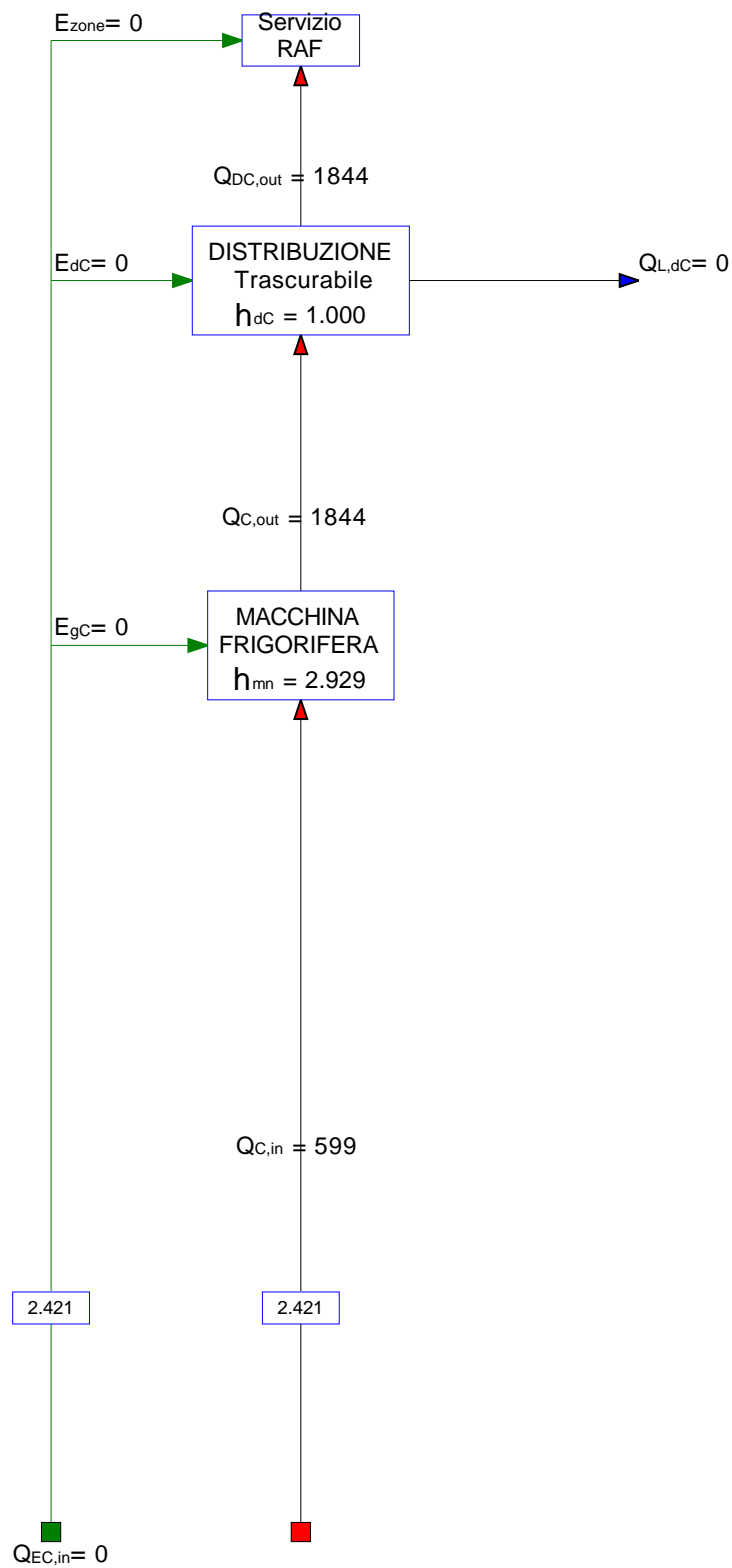 Ezone= 0
Servizio
RAF
QDC,out = 1844
DISTRIBUZIONE
Trascurabile
hdC = 1.000
EdC= 0
QL,dC= 0
QC,out = 1844
EgC= 0
MACCHINA
FRIGORIFERA
hmn = 2.929
QC,in = 599
2.421
2.421
QEC,in= 0